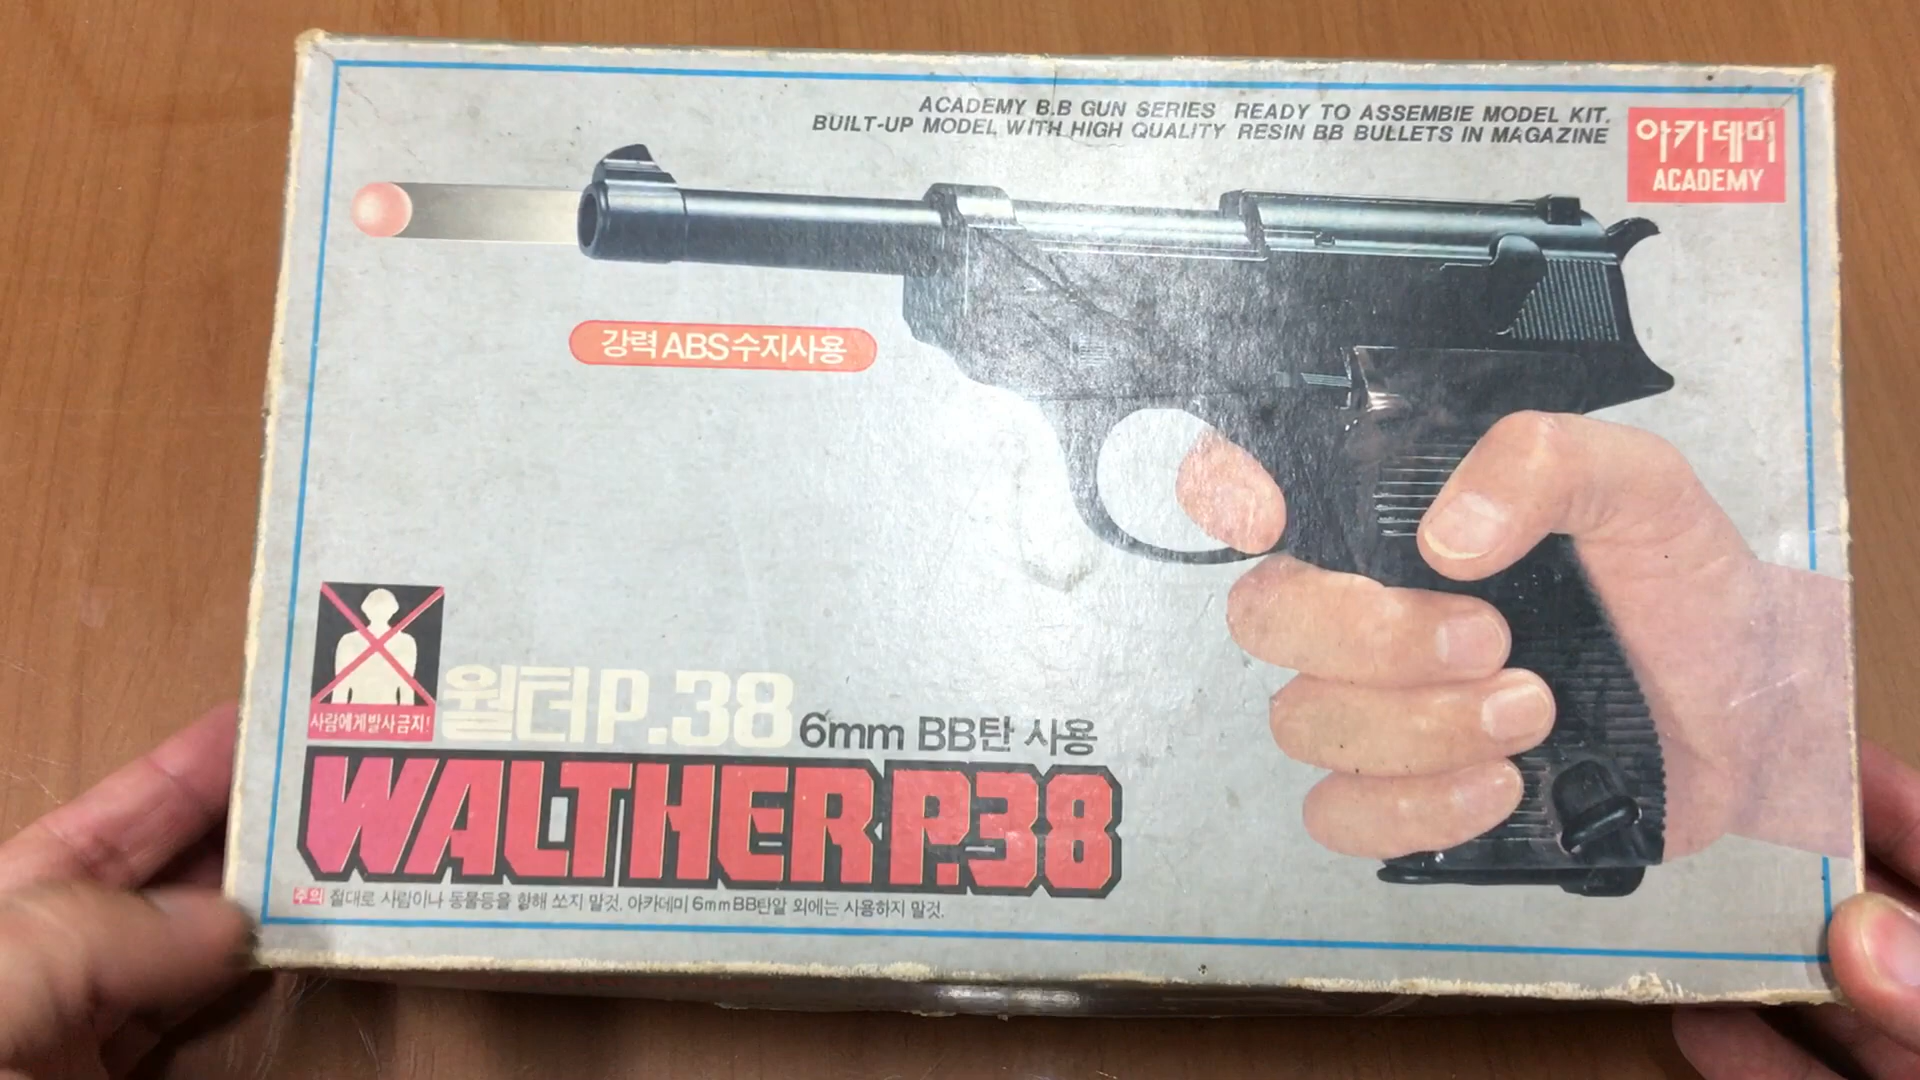 ACADEMY B.B GUN SERIES READY TO ASSEMBIE MODEL KIT.
BUILT-UP MODEL WITH HIGH QUALITY RESIN BB BULLETS IN MAGAZINE
아카데미
ACADEMY
강력 ABS수지사용
사람에게발사금지!
월터P.38
6mm BB탄 사용
WALTHER P.38
주의 절대로 사람이나 동물등을 향해 쏘지 말것. 아카데미 6mm BB탄알 외에는 사용하지 말것.